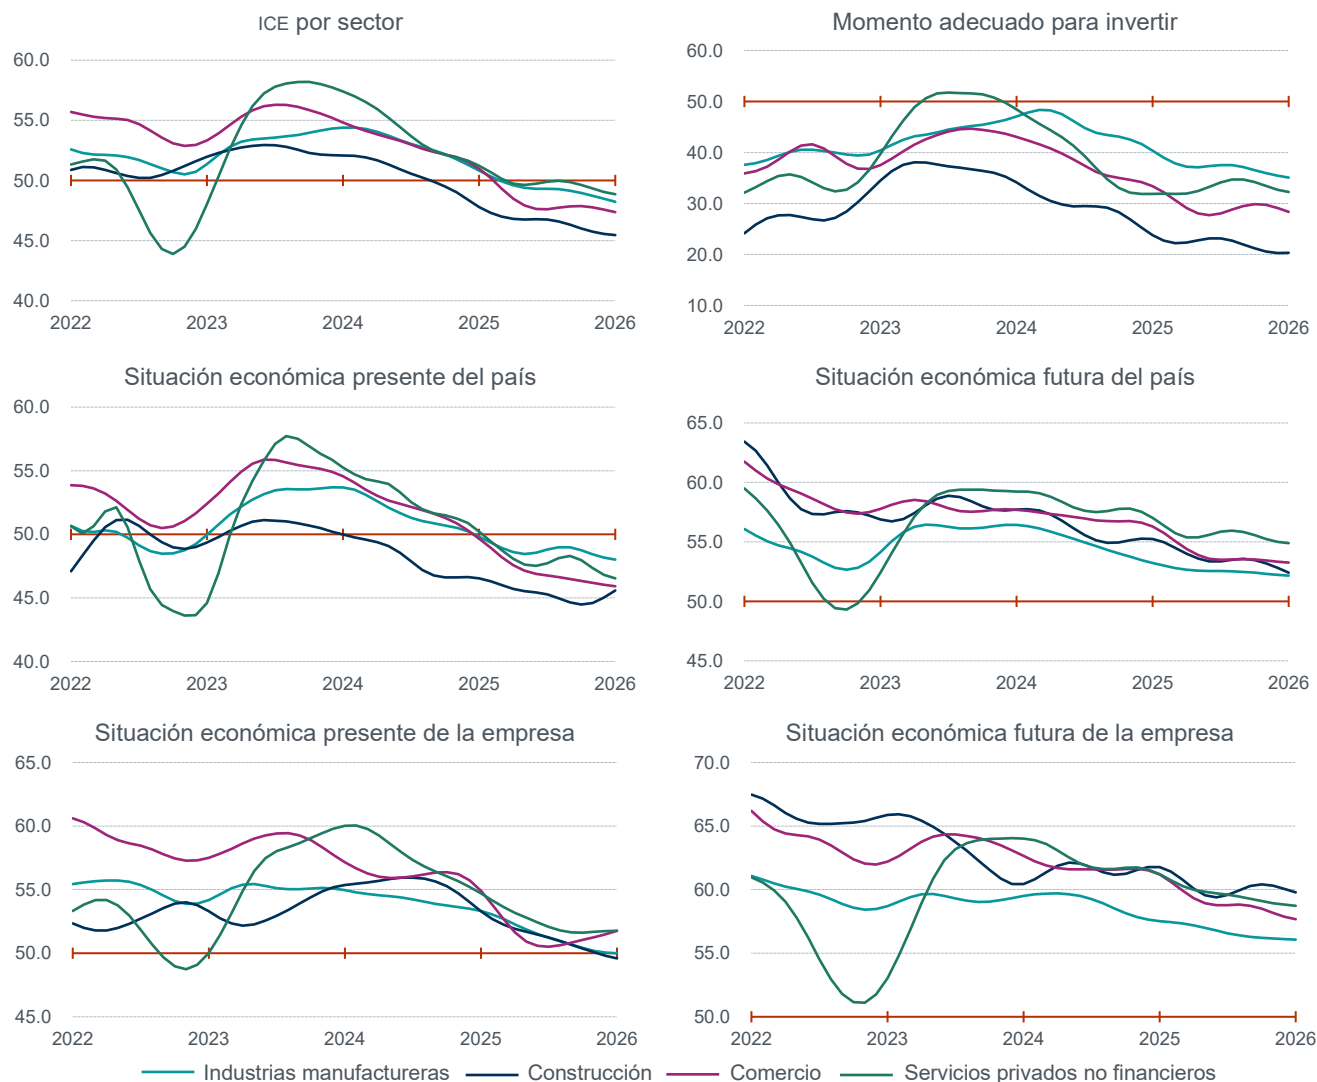 ICE por sector
60.0
55.0
50.0
45.0
40.0
2022 2023 2024 2025 2026
Momento adecuado para invertir
60.0
50.0
40.0
30.0
20.0
10.0
2022 2023 2024 2025 2026
Situación económica presente del país
60.0
55.0
50.0
45.0
40.0
2022 2023 2024 2025 2026
Situación económica futura del país
65.0
60.0
55.0
50.0
45.0
2022 2023 2024 2025 2026
Situación económica presente de la empresa
65.0
60.0
55.0
50.0
45.0
2022 2023 2024 2025 2026
Situación económica futura de la empresa
70.0
65.0
60.0
55.0
50.0
2022 2023 2024 2025 2026
Industrias manufactureras Construcción Comercio Servicios privados no financieros